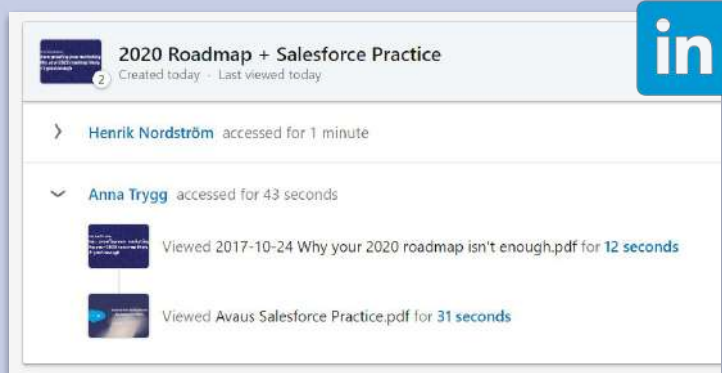 2020 Roadmap + Salesforce Practice
2
Created today · Last viewed today
in
Henrik Nordström accessed for 1 minute
Anna Trygg accessed for 43 seconds
Viewed 2017-10-24 Why your 2020 roadmap isn't enough.pdf for 12 seconds
Viewed Avaus Salesforce Practice.pdf for 31 seconds